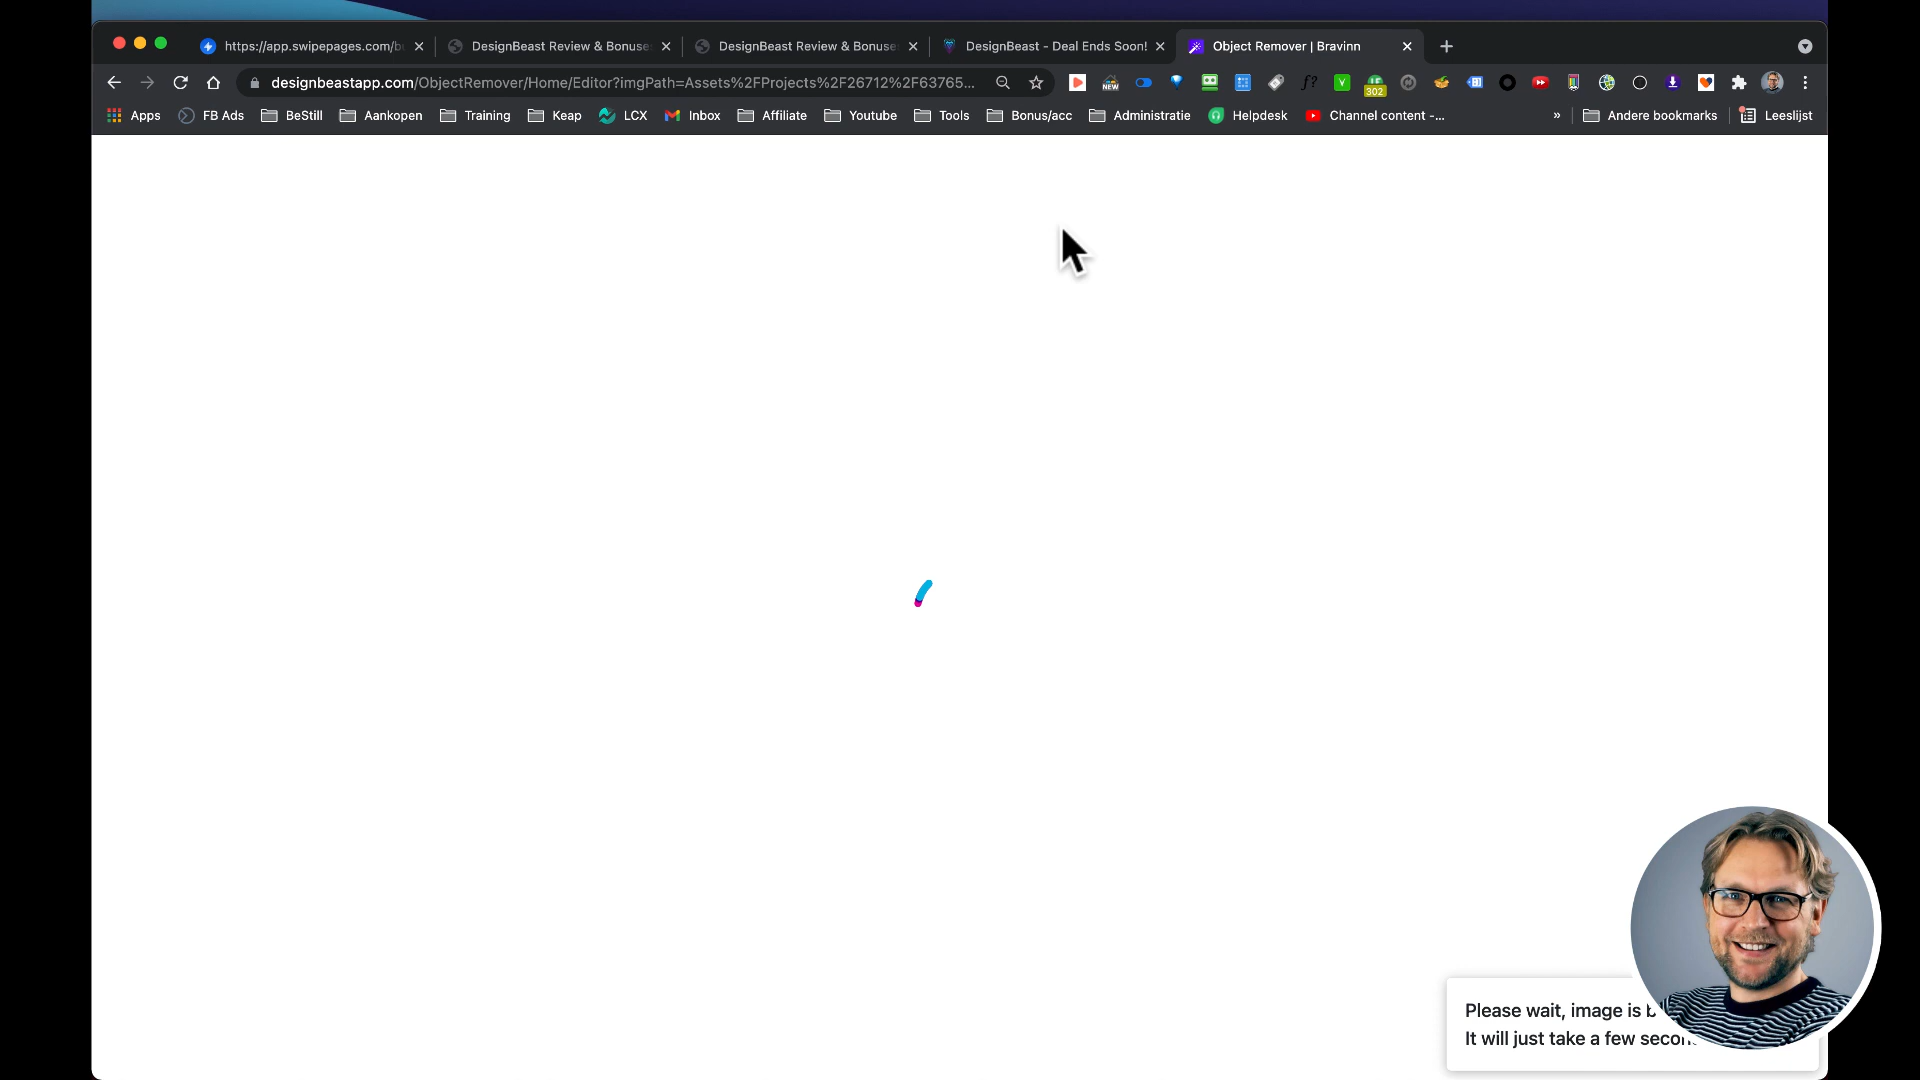 https://app.swipepages.com/b
DesignBeast Review & Bonuse
DesignBeast Review & Bonuse
DesignBeast - Deal Ends Soon!
Object Remover | Bravinn
designbeastapp.com/ObjectRemover/Home/Editor?imgPath=Assets%2FProjects%2F26712%2F63765...
NEW
f?
V
302
Apps
FB Ads
BeStill
Aankopen
Training
Keap
LCX
Inbox
Affiliate
Youtube
Tools
Bonus/acc
Administratie
Helpdesk
Channel content -...
»
Andere bookmarks
Leeslijst
Please wait, image is b
It will just take a few secon